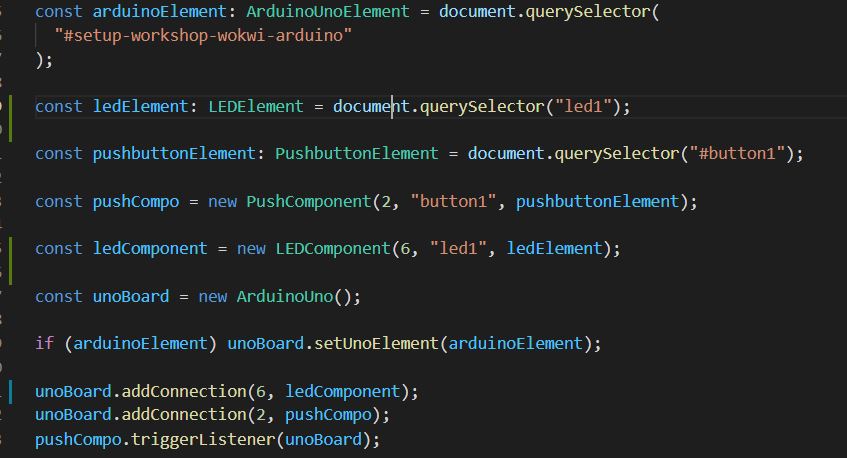 const arduinoElement: ArduinoUnoElement = document.querySelector(
"#setup-workshop-wokwi-arduino"
);
const ledElement: LEDElement = document.querySelector("led1");
const pushbuttonElement: PushbuttonElement = document.querySelector("#button1");
const pushCompo = new PushComponent(2, "button1", pushbuttonElement);
const ledComponent = new LEDComponent(6, "led1", ledElement);
const unoBoard = new ArduinoUno();
if (arduinoElement) unoBoard.setUnoElement(arduinoElement);
unoBoard.addConnection(6, ledComponent);
unoBoard.addConnection(2, pushCompo);
pushCompo.triggerListener(unoBoard);